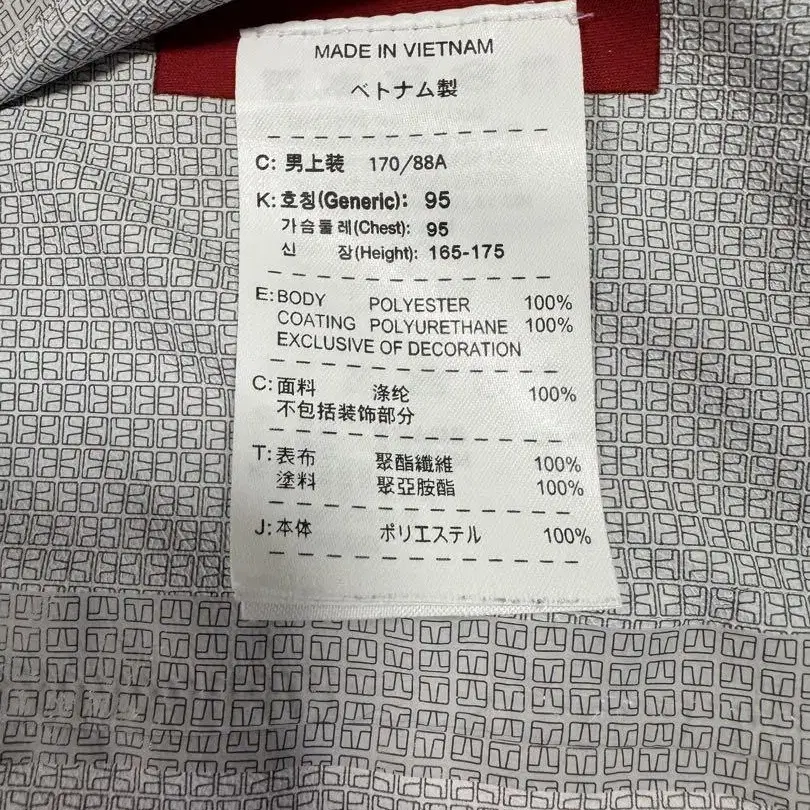 MADE IN VIETNAM
ベトナム製
C: 男上装 170/88A
K: 호칭(Generic): 95
가슴둘레(Chest): 95
신 장(Height): 165-175
E: BODY POLYESTER 100%
COATING POLYURETHANE 100%
EXCLUSIVE OF DECORATION
C: 面料 涤纶 100%
不包括装饰部分
T: 表布 聚酯纖維 100%
塗料 聚亞胺酯 100%
J: 本体 ポリエステル 100%